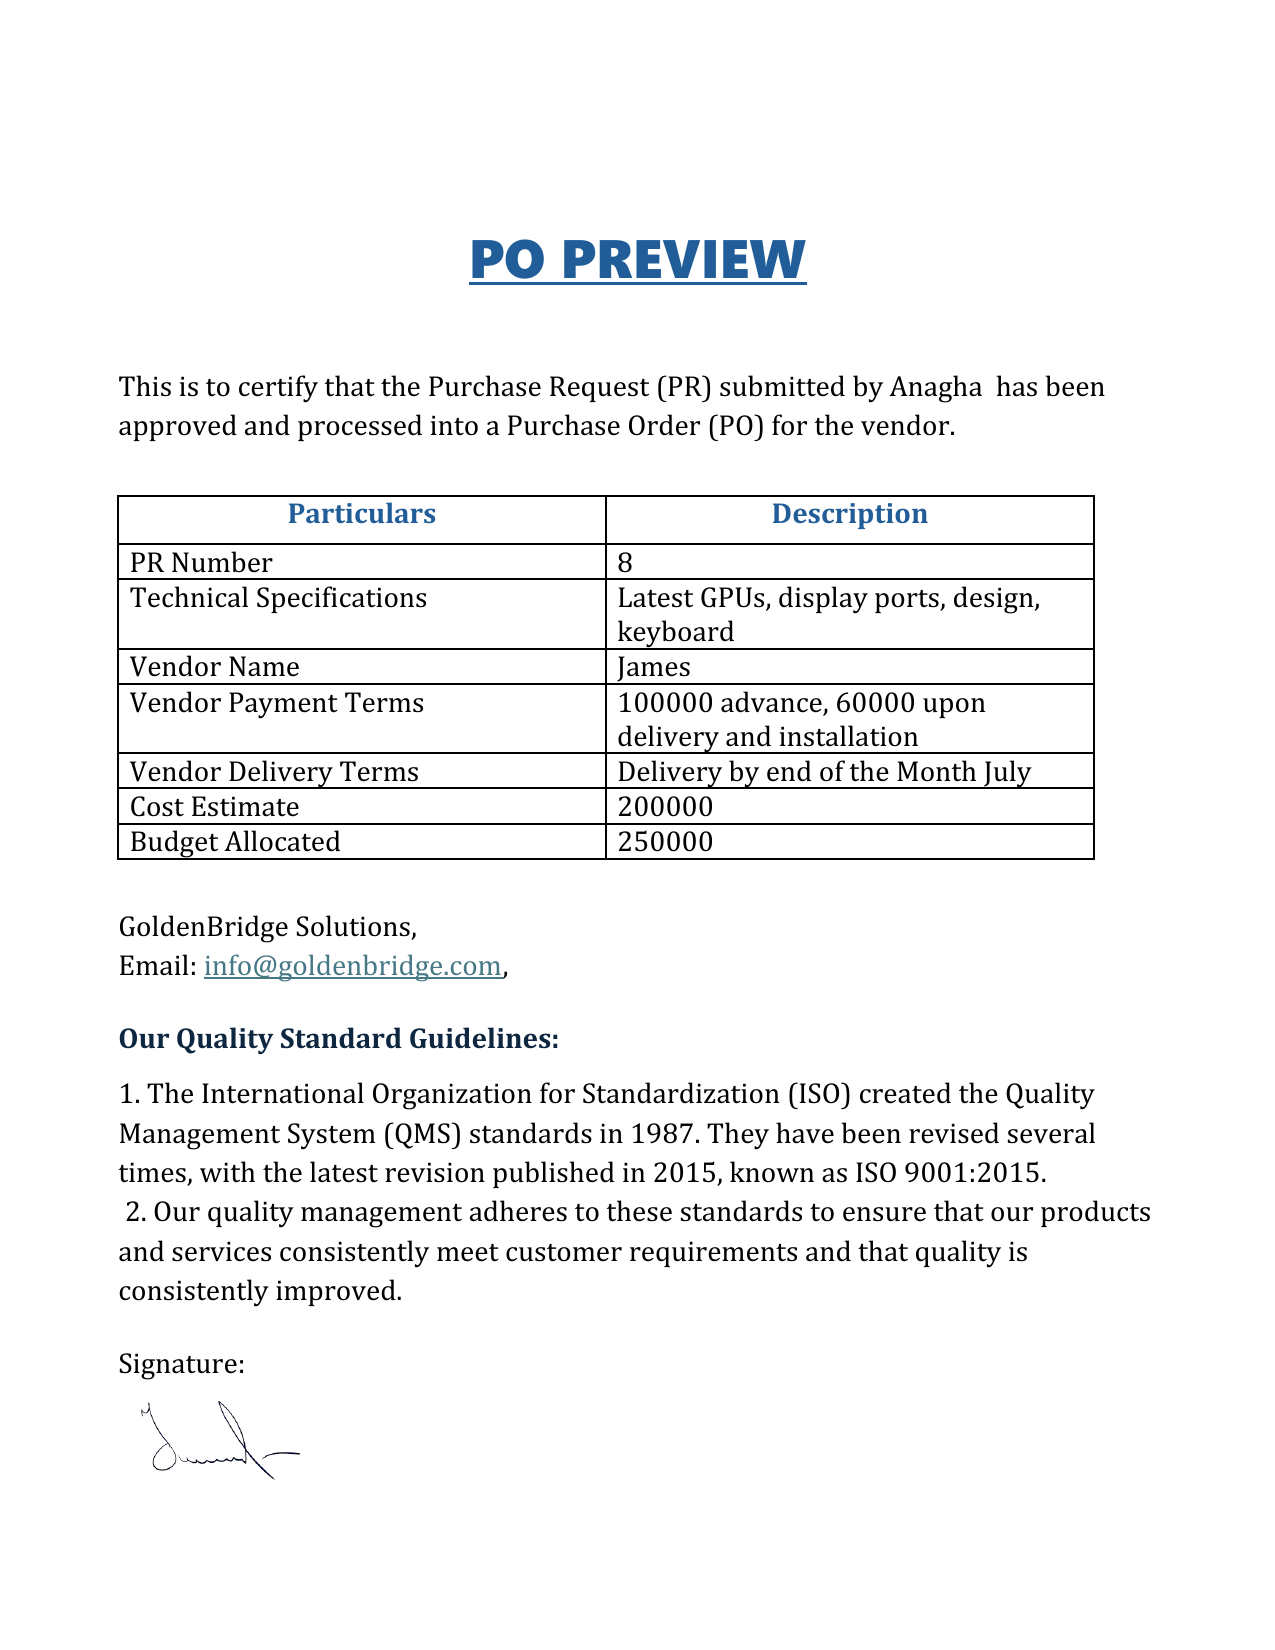 PO PREVIEW
This is to certify that the Purchase Request (PR) submitted by Anagha  has been
approved and processed into a Purchase Order (PO) for the vendor.
Particulars Description
PR Number 8
Technical Specifications Latest GPUs, display ports, design,
keyboard
Vendor Name James
Vendor Payment Terms 100000 advance, 60000 upon
delivery and installation
Vendor Delivery Terms Delivery by end of the Month July
Cost Estimate 200000
Budget Allocated 250000
GoldenBridge Solutions,
Email: info@goldenbridge.com,
Our Quality Standard Guidelines:
1. The International Organization for Standardization (ISO) created the Quality
Management System (QMS) standards in 1987. They have been revised several
times, with the latest revision published in 2015, known as ISO 9001:2015.
2. Our quality management adheres to these standards to ensure that our products
and services consistently meet customer requirements and that quality is
consistently improved.
Signature: